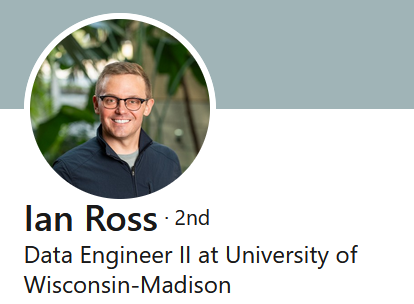 Ian Ross · 2nd
Data Engineer II at University of
Wisconsin-Madison